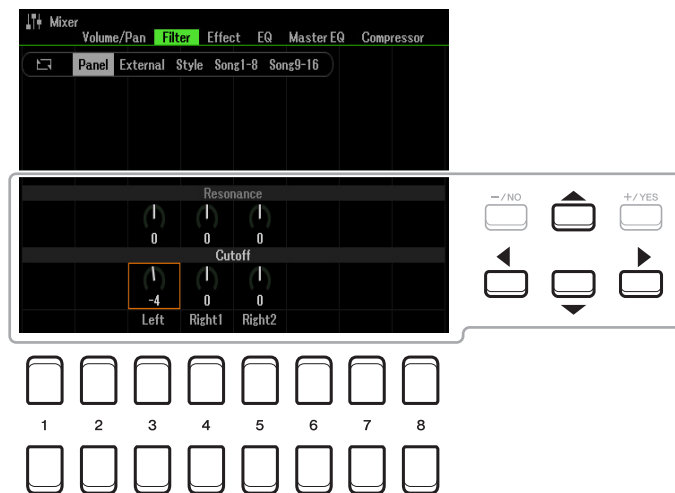 Mixer
Volume/Pan Filter Effect EQ Master EQ Compressor
Panel External Style Song1-8 Song9-16
Resonance
0 0 0
Cutoff
-4 0 0
Left Right1 Right2
−/NO +/YES
1 2 3 4 5 6 7 8